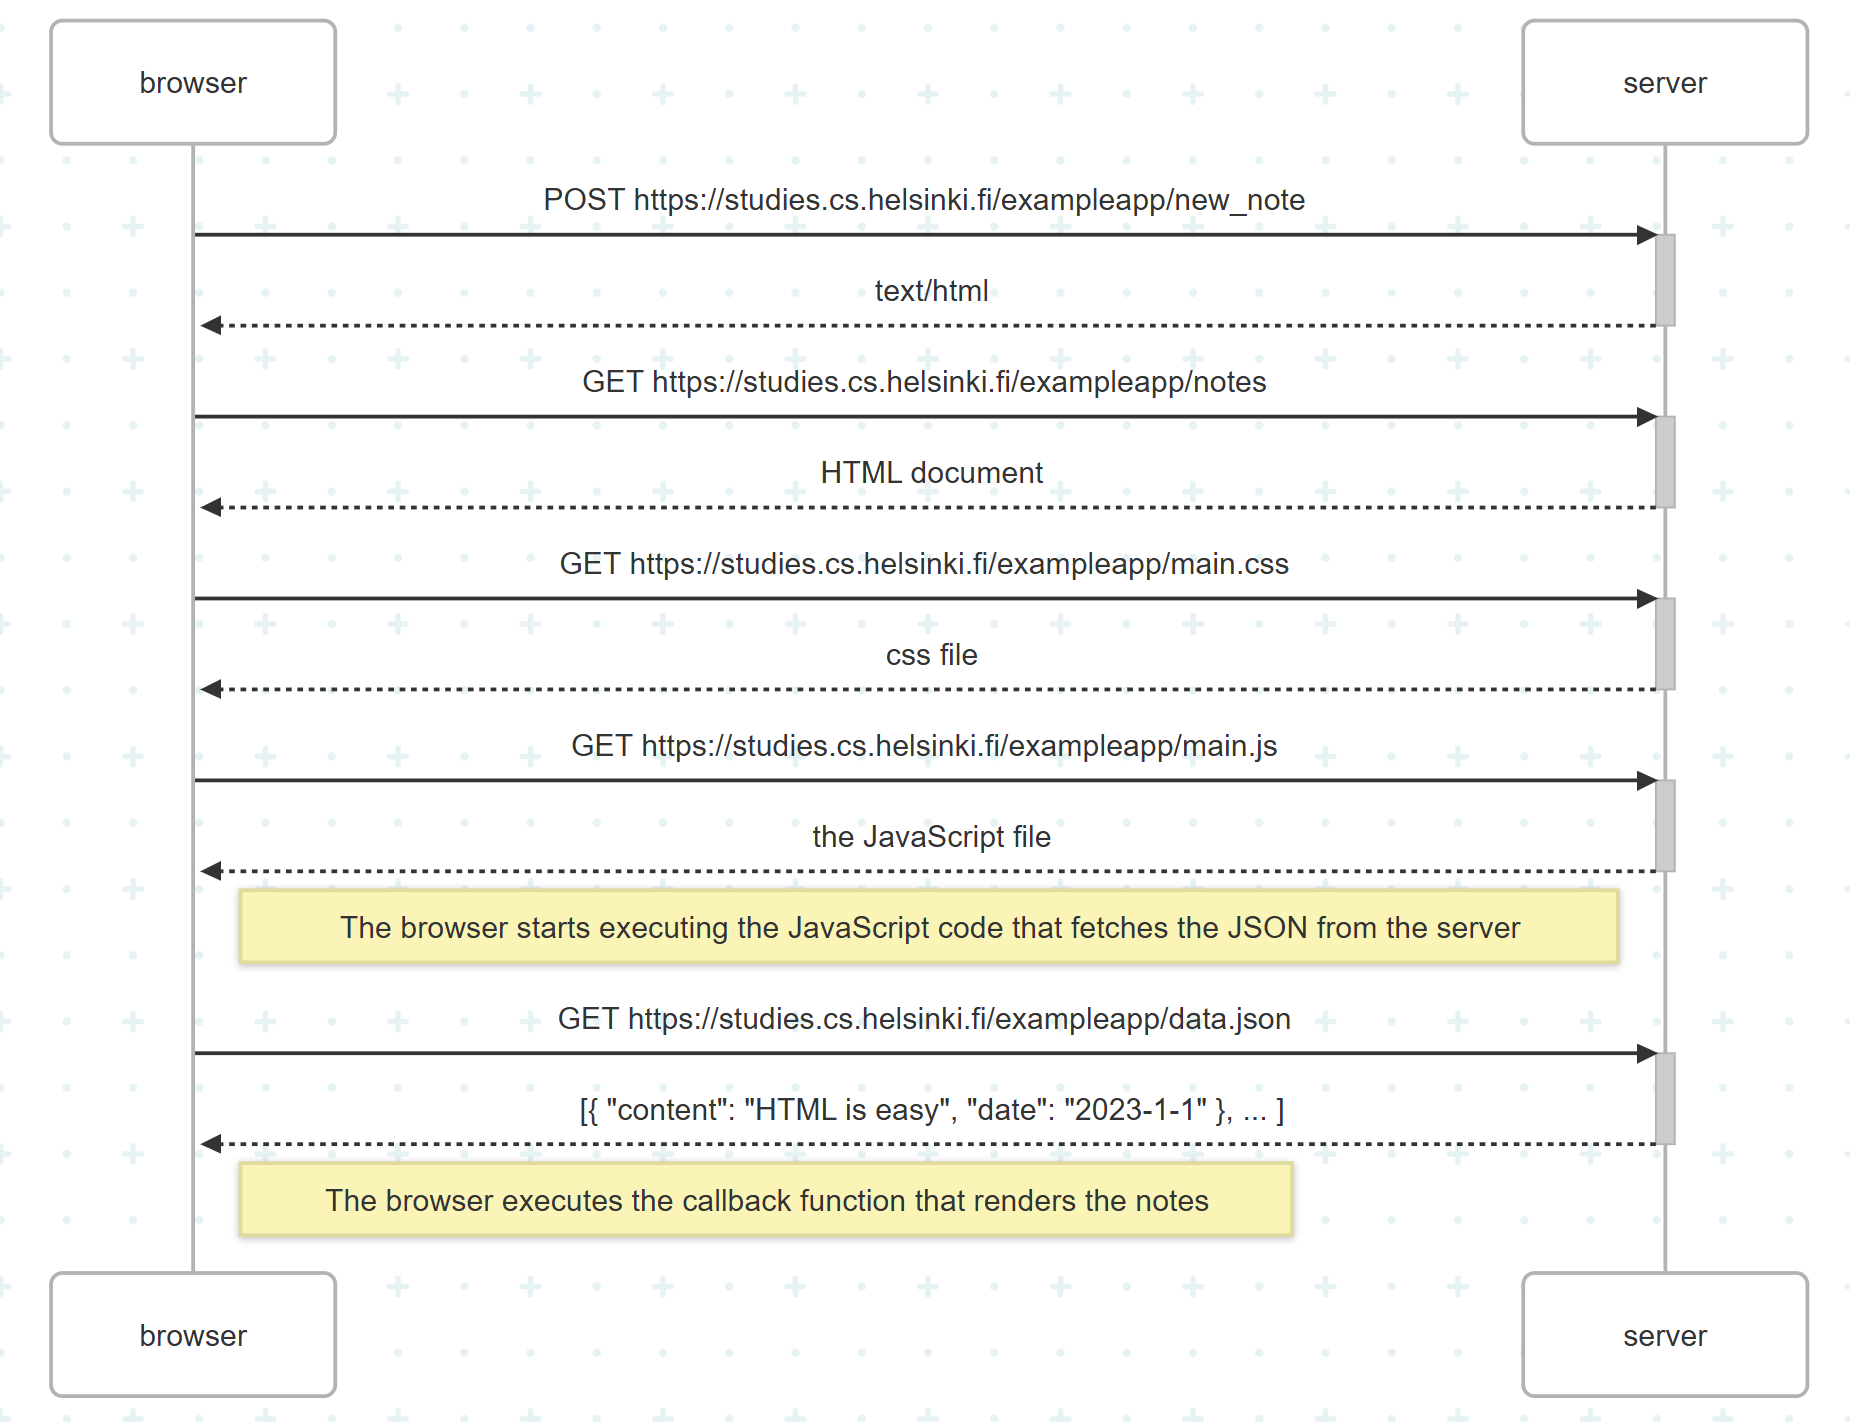 browser
server
POST https://studies.cs.helsinki.fi/exampleapp/new_note
text/html
GET https://studies.cs.helsinki.fi/exampleapp/notes
HTML document
GET https://studies.cs.helsinki.fi/exampleapp/main.css
css file
GET https://studies.cs.helsinki.fi/exampleapp/main.js
the JavaScript file
The browser starts executing the JavaScript code that fetches the JSON from the server
GET https://studies.cs.helsinki.fi/exampleapp/data.json
[{ "content": "HTML is easy", "date": "2023-1-1" }, ... ]
The browser executes the callback function that renders the notes
browser
server